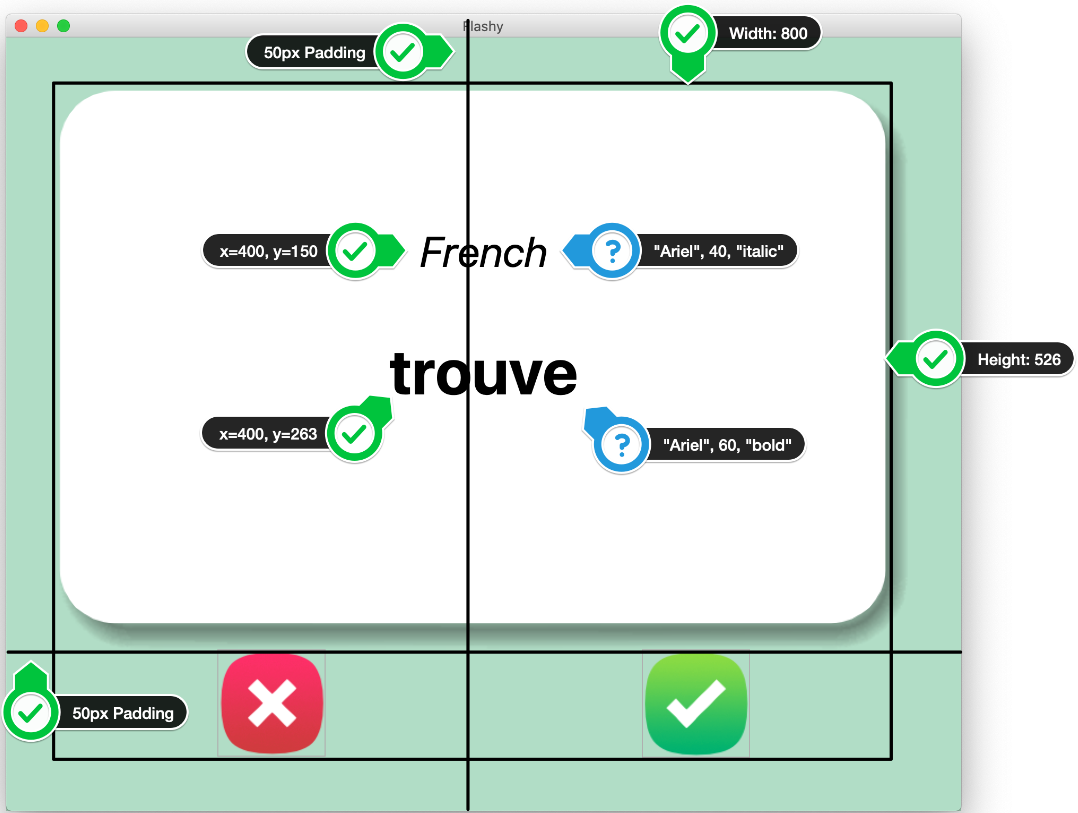 Flashy
50px Padding
Width: 800
x=400, y=150
French
"Ariel", 40, "italic"
trouve
Height: 526
x=400, y=263
"Ariel", 60, "bold"
50px Padding